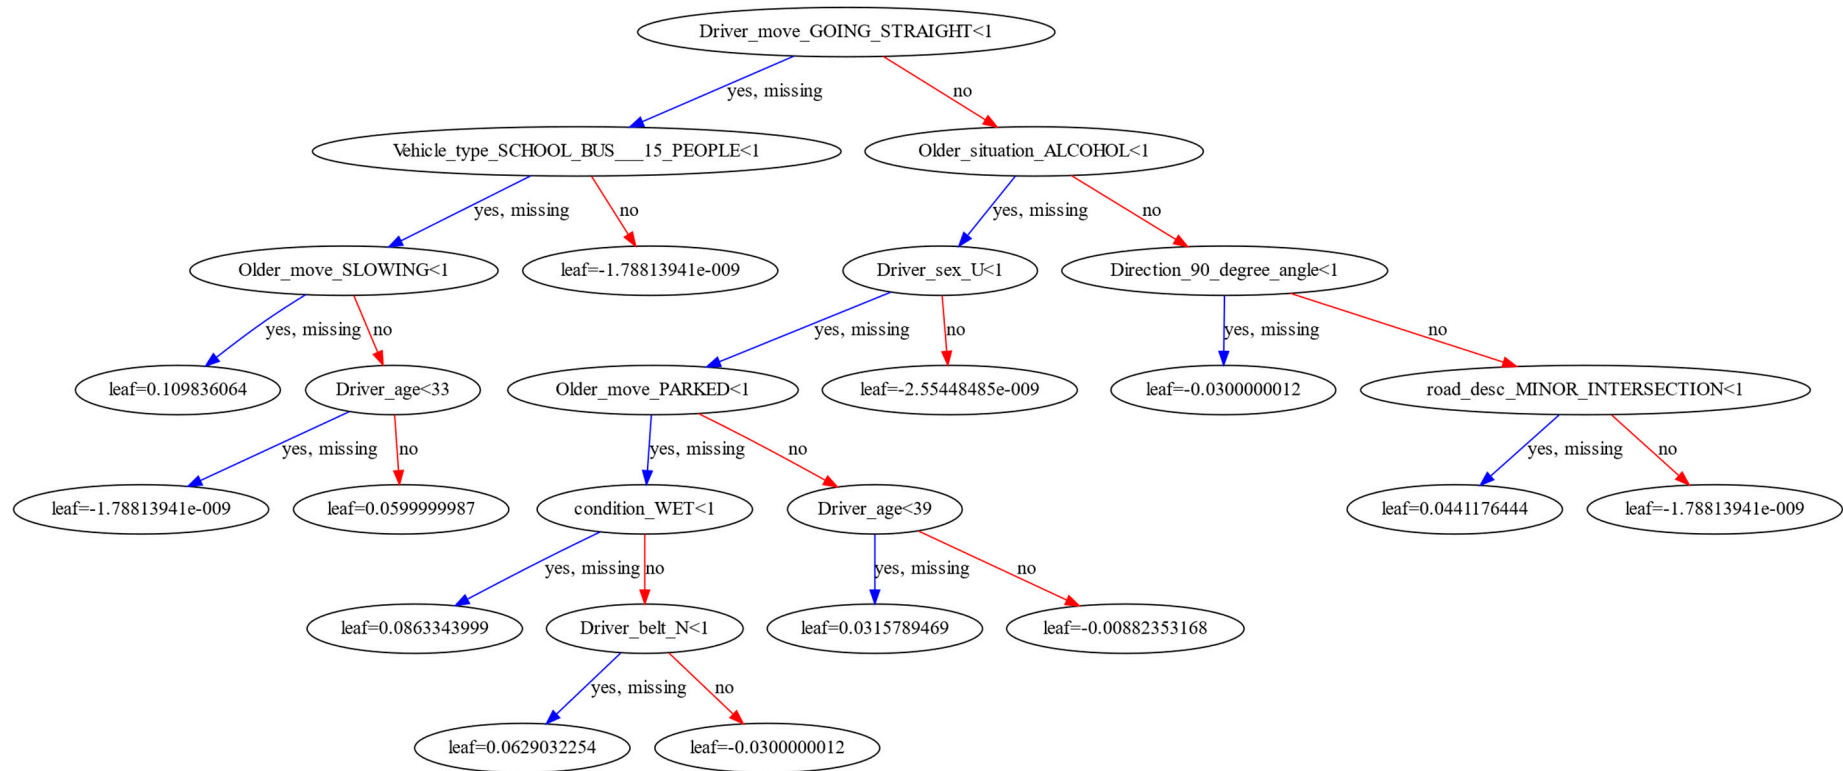 Driver_move_GOING_STRAIGHT<1
yes, missing
no
Vehicle_type_SCHOOL_BUS___15_PEOPLE<1
Older_situation_ALCOHOL<1
yes, missing
no
yes, missing
no
Older_move_SLOWING<1
leaf=-1.78813941e-009
Driver_sex_U<1
Direction_90_degree_angle<1
yes, missing
no
yes, missing
no
yes, missing
no
leaf=0.109836064
Driver_age<33
Older_move_PARKED<1
leaf=-2.55448485e-009
leaf=-0.0300000012
road_desc_MINOR_INTERSECTION<1
yes, missing
no
yes, missing
no
yes, missing
no
leaf=-1.78813941e-009
leaf=0.0599999987
condition_WET<1
Driver_age<39
leaf=0.0441176444
leaf=-1.78813941e-009
yes, missing
no
yes, missing
no
leaf=0.0863343999
Driver_belt_N<1
leaf=0.0315789469
leaf=-0.00882353168
yes, missing
no
leaf=0.0629032254
leaf=-0.0300000012